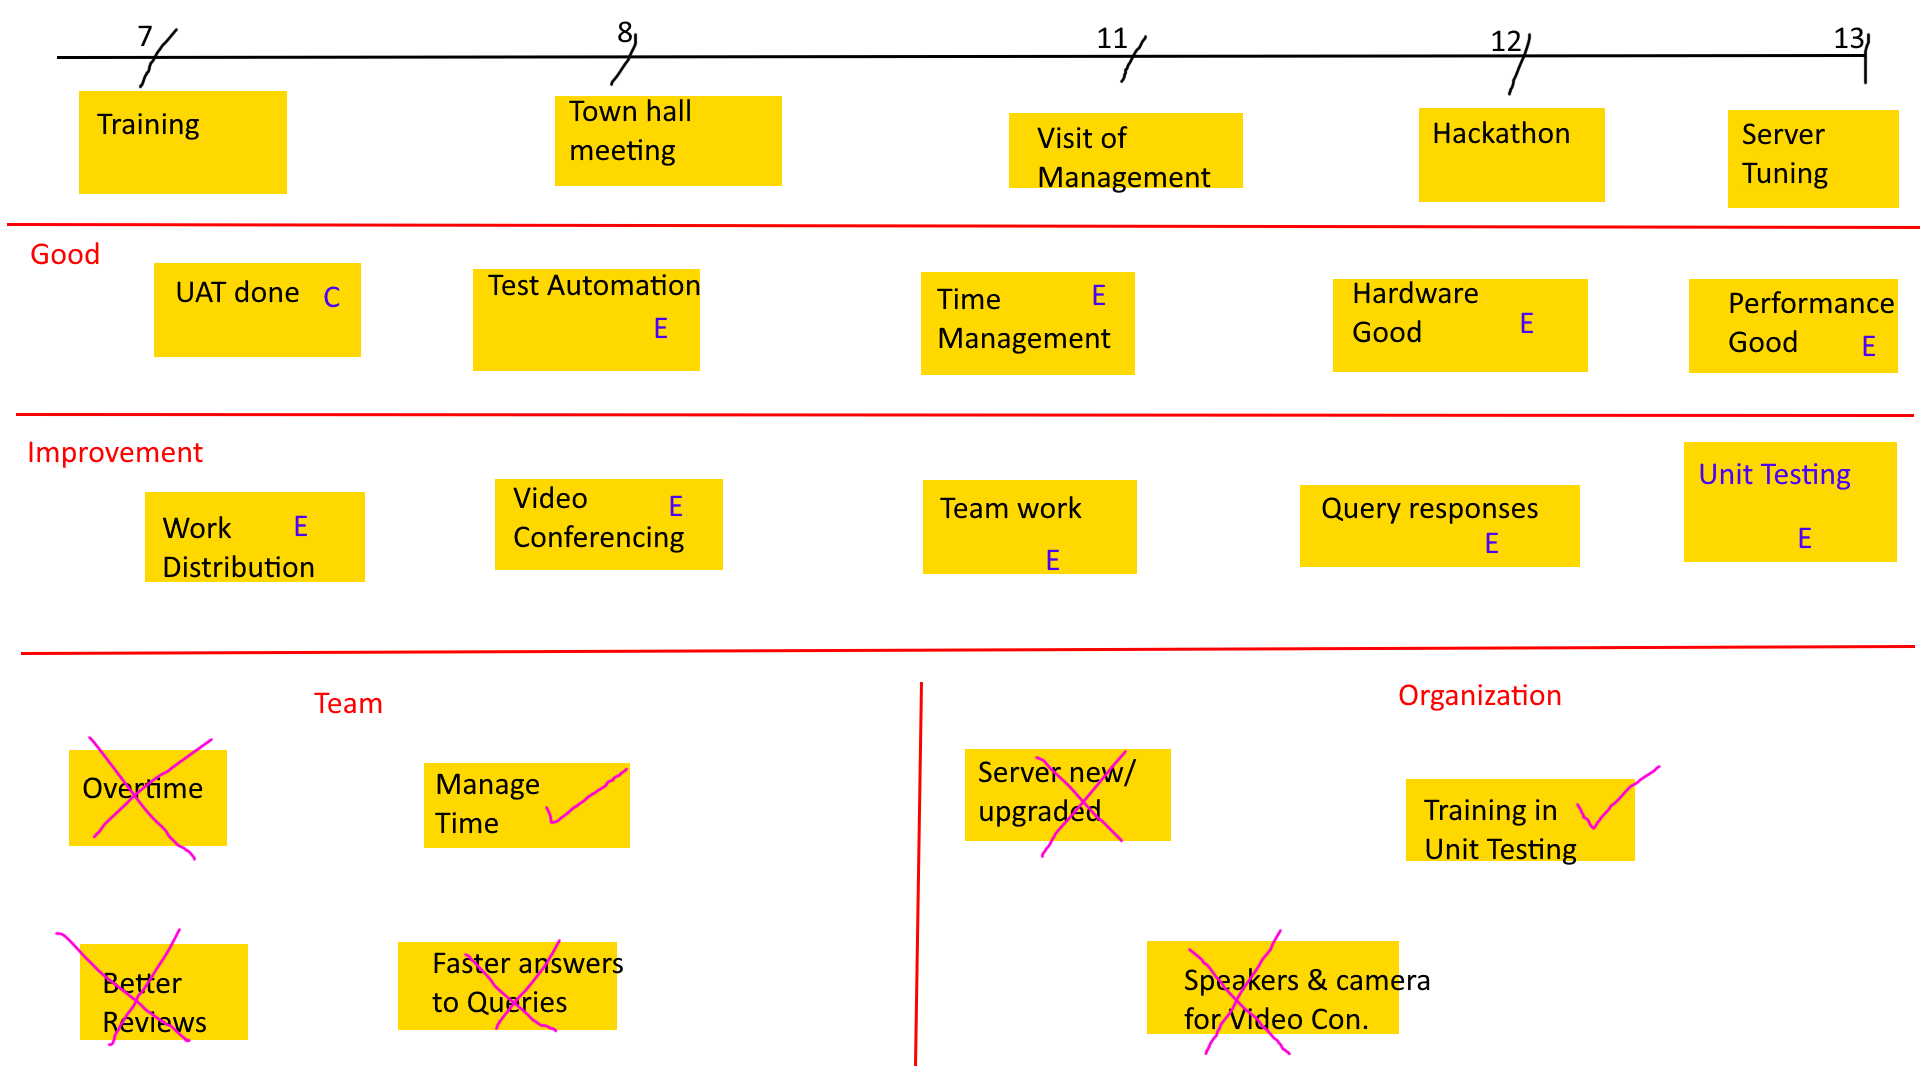 7 8 11 12 13
Training
Town hall
meeting
Visit of
Management
Hackathon
Server
Tuning
Good
UAT done C
Test Automation
E
Time E
Management
Hardware
Good E
Performance
Good E
Improvement
Work E
Distribution
Video E
Conferencing
Team work
E
Query responses
E
Unit Testing
E
Team
Overtime
Manage
Time
Better
Reviews
Faster answers
to Queries
Organization
Server new/
upgraded
Training in
Unit Testing
Speakers & camera
for Video Con.